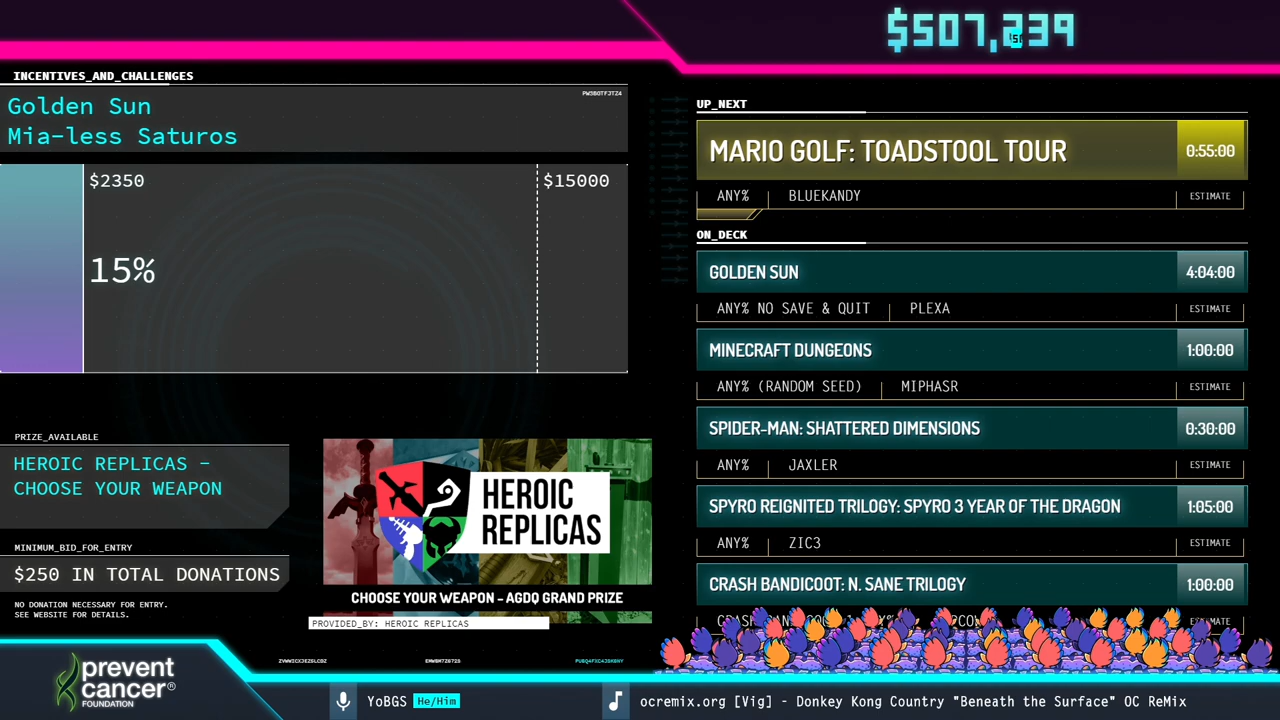 $507,239
INCENTIVES_AND_CHALLENGES
PW3BGTFJTZ4
Golden Sun
Mia-less Saturos
$2350
$15000
15%
PRIZE_AVAILABLE
HEROIC REPLICAS -
CHOOSE YOUR WEAPON
MINIMUM_BID_FOR_ENTRY
$250 IN TOTAL DONATIONS
NO DONATION NECESSARY FOR ENTRY.
SEE WEBSITE FOR DETAILS.
HEROIC
REPLICAS
CHOOSE YOUR WEAPON - AGDQ GRAND PRIZE
PROVIDED_BY: HEROIC REPLICAS
UP_NEXT
MARIO GOLF: TOADSTOOL TOUR 0:55:00
ANY% BLUEKANDY ESTIMATE
ON_DECK
GOLDEN SUN 4:04:00
ANY% NO SAVE & QUIT PLEXA ESTIMATE
MINECRAFT DUNGEONS 1:00:00
ANY% (RANDOM SEED) MIPHASR ESTIMATE
SPIDER-MAN: SHATTERED DIMENSIONS 0:30:00
ANY% JAXLER ESTIMATE
SPYRO REIGNITED TRILOGY: SPYRO 3 YEAR OF THE DRAGON 1:05:00
ANY% ZIC3 ESTIMATE
CRASH BANDICOOT: N. SANE TRILOGY 1:00:00
prevent
cancer®
FOUNDATION
YoBGS He/Him
ocremix.org [Vig] - Donkey Kong Country "Beneath the Surface" OC ReMix